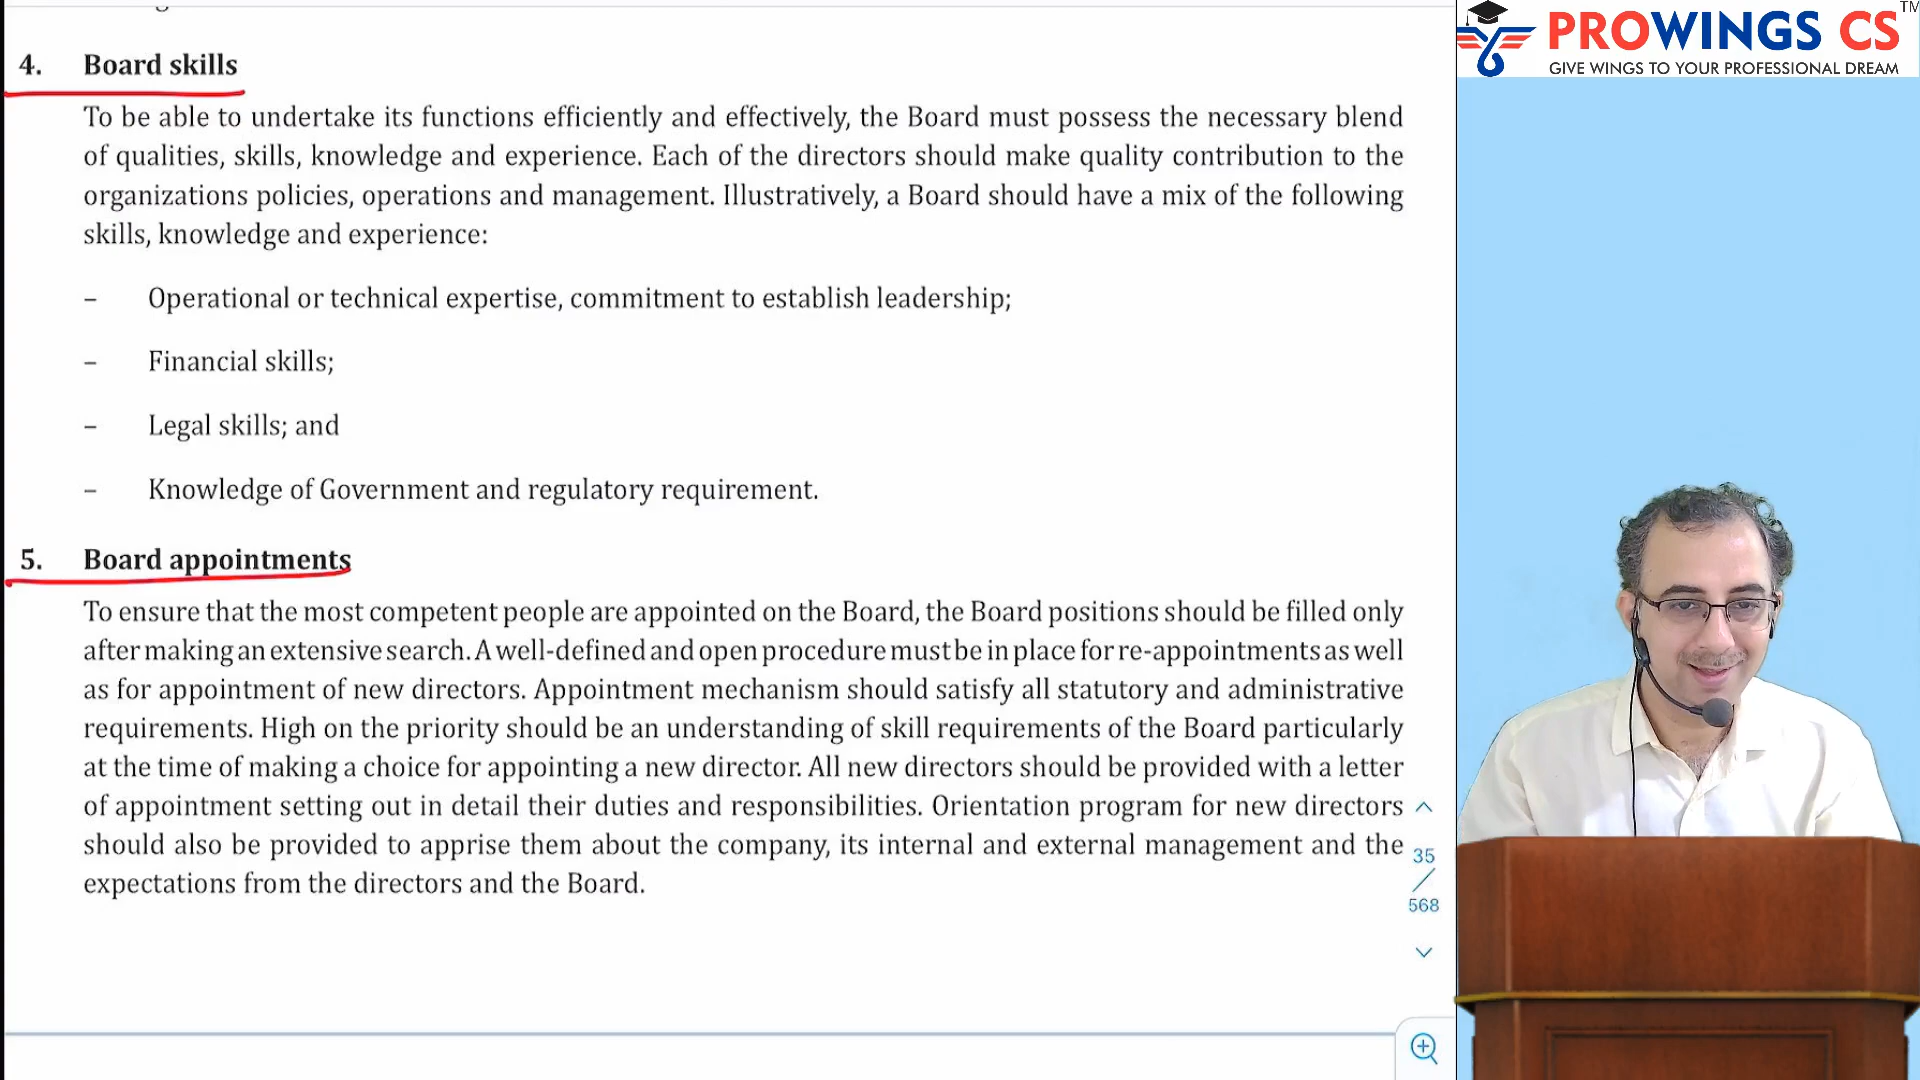 PROWINGS CS TM
GIVE WINGS TO YOUR PROFESSIONAL DREAM
4. Board skills
To be able to undertake its functions efficiently and effectively, the Board must possess the necessary blend
of qualities, skills, knowledge and experience. Each of the directors should make quality contribution to the
organizations policies, operations and management. Illustratively, a Board should have a mix of the following
skills, knowledge and experience:
– Operational or technical expertise, commitment to establish leadership;
– Financial skills;
– Legal skills; and
– Knowledge of Government and regulatory requirement.
5. Board appointments
To ensure that the most competent people are appointed on the Board, the Board positions should be filled only
after making an extensive search. A well-defined and open procedure must be in place for re-appointments as well
as for appointment of new directors. Appointment mechanism should satisfy all statutory and administrative
requirements. High on the priority should be an understanding of skill requirements of the Board particularly
at the time of making a choice for appointing a new director. All new directors should be provided with a letter
of appointment setting out in detail their duties and responsibilities. Orientation program for new directors
should also be provided to apprise them about the company, its internal and external management and the
expectations from the directors and the Board.
35
/
568